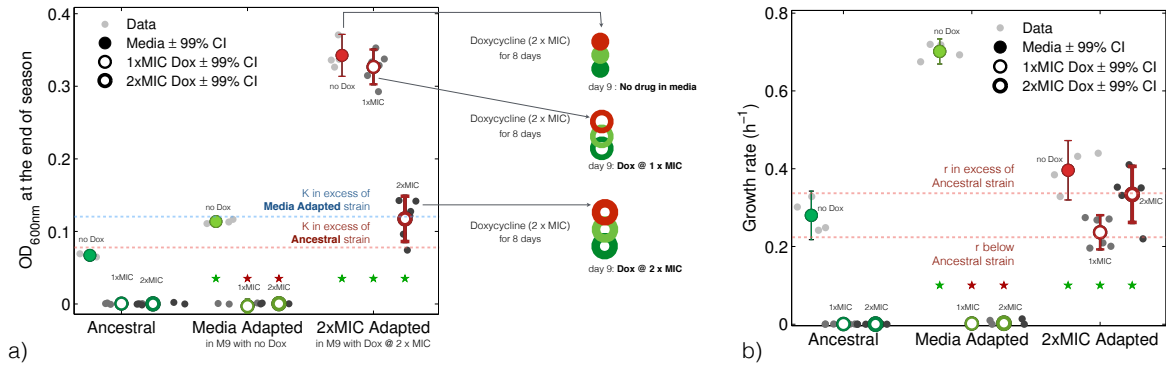 Data
Media ± 99% CI
1xMIC Dox ± 99% CI
2xMIC Dox ± 99% CI
0.4
0.3
0.2
0.1
0
OD600nm at the end of season
no Dox
1xMIC
2xMIC
K in excess of
Media Adapted strain
K in excess of
Ancestral strain
no Dox
no Dox
1xMIC
2xMIC
1xMIC
2xMIC
Ancestral
Media Adapted
in M9 with no Dox
2xMIC Adapted
in M9 with Dox @ 2 x MIC
a)
Doxycycline (2 x MIC)
for 8 days
day 9 : No drug in media
Doxycycline (2 x MIC)
for 8 days
day 9: Dox @ 1 x MIC
Doxycycline (2 x MIC)
for 8 days
day 9: Dox @ 2 x MIC
0.8
0.6
0.4
0.2
0
Growth rate (h⁻¹)
Data
Media ± 99% CI
1xMIC Dox ± 99% CI
2xMIC Dox ± 99% CI
no Dox
no Dox
r in excess of
Ancestral strain
no Dox
2xMIC
r below
Ancestral strain
1xMIC
1xMIC
2xMIC
1xMIC
2xMIC
Ancestral
Media Adapted
2xMIC Adapted
b)